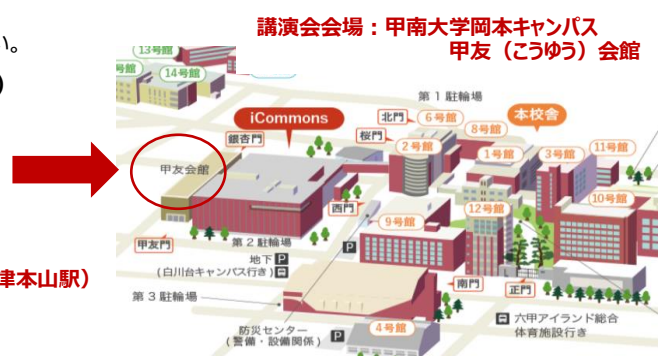 講演会会場：甲南大学岡本キャンパス
甲友（こうゆう）会館
い。
）
津本山駅）
13号館
号館
14号館
第1駐輪場
iCommons
北門
6号館
本校舎
銀杏門
桜門
8号館
2号館
1号館
3号館
11号館
甲友会館
10号館
西門
12号館
9号館
甲友門
第2駐輪場
P
地下P
(白川台キャンパス行き)
南門
正門
第3駐輪場
六甲アイランド総合
体育施設行き
防災センター
(警備・設備関係)
P
4号館